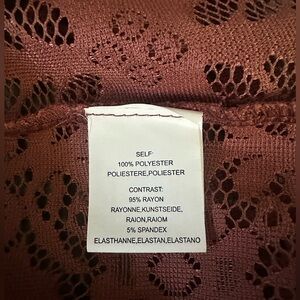 SELF
100% POLYESTER
POLIESTERE,POLIESTER
CONTRAST:
95% RAYON
RAYONNE,KUNSTSEIDE,
RAION,RAIOM
5% SPANDEX
ELASTHANNE,ELASTAN,ELASTANO